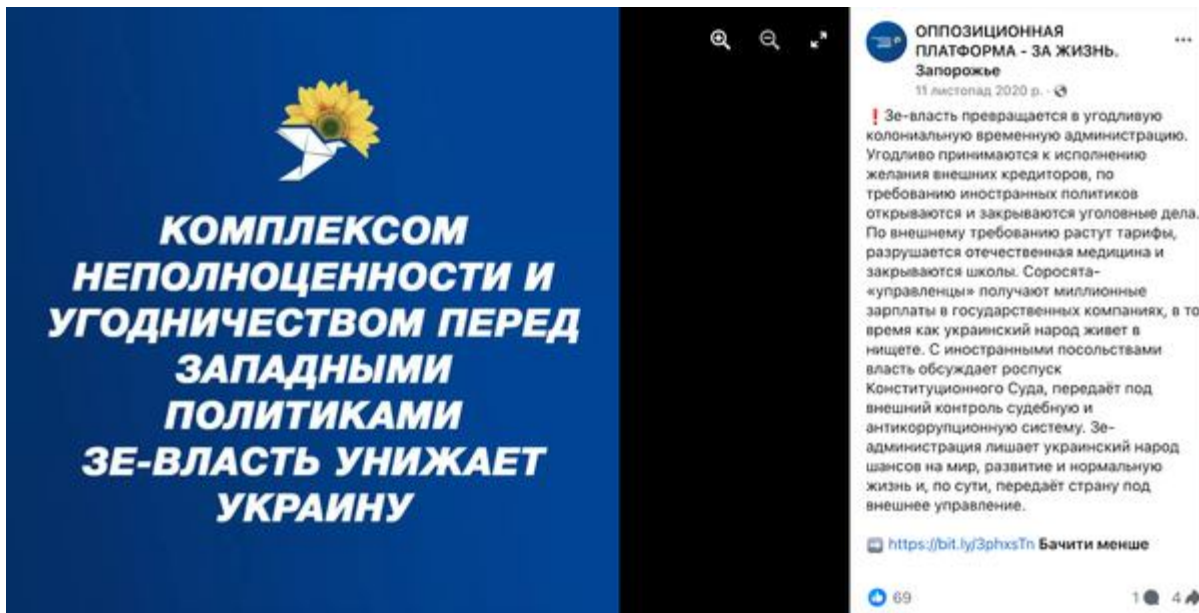 КОМПЛЕКСОМ
НЕПОЛНОЦЕННОСТИ И
УГОДНИЧЕСТВОМ ПЕРЕД
ЗАПАДНЫМИ
ПОЛИТИКАМИ
ЗЕ-ВЛАСТЬ УНИЖАЕТ
УКРАИНУ
ОППОЗИЦИОННАЯ
ПЛАТФОРМА - ЗА ЖИЗНЬ.
Запорожье
11 листопад 2020 р. ·
❗ Зе-власть превращается в угодливую
колониальную временную администрацию.
Угодливо принимаются к исполнению
желания внешних кредиторов, по
требованию иностранных политиков
открываются и закрываются уголовные дела.
По внешнему требованию растут тарифы,
разрушается отечественная медицина и
закрываются школы. Соросята-
«управленцы» получают миллионные
зарплаты в государственных компаниях, в то
время как украинский народ живет в
нищете. С иностранными посольствами
власть обсуждает роспуск
Конституционного Суда, передаёт под
внешний контроль судебную и
антикоррупционную систему. Зе-
администрация лишает украинский народ
шансов на мир, развитие и нормальную
жизнь и, по сути, передаёт страну под
внешнее управление.
➡ https://bit.ly/3phxsTn Бачити менше
69
1 4